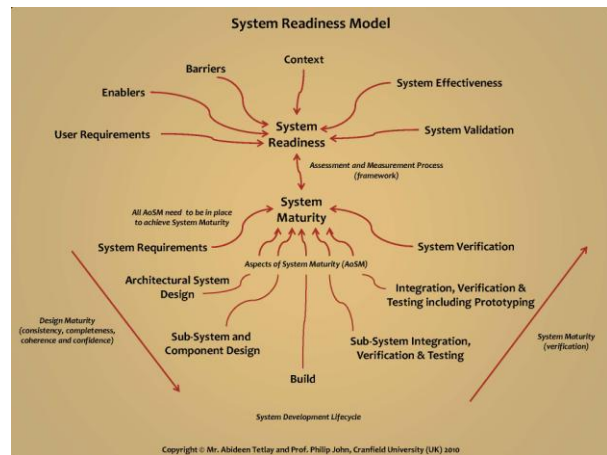 System Readiness Model
Context
Barriers
System Effectiveness
Enablers
System
Readiness
User Requirements
System Validation
Assessment and Measurement Process
(framework)
System
Maturity
All AoSM need to be in place
to achieve System Maturity
System Requirements
System Verification
Aspects of System Maturity (AoSM)
Architectural System
Design
Integration, Verification &
Testing including Prototyping
Design Maturity
(consistency, completeness,
coherence and confidence)
Sub-System and
Component Design
Sub-System Integration,
Verification & Testing
System Maturity
(verification)
Build
System Development Lifecycle
Copyright © Mr. Abideen Tetlay and Prof. Philip John, Cranfield University (UK) 2010